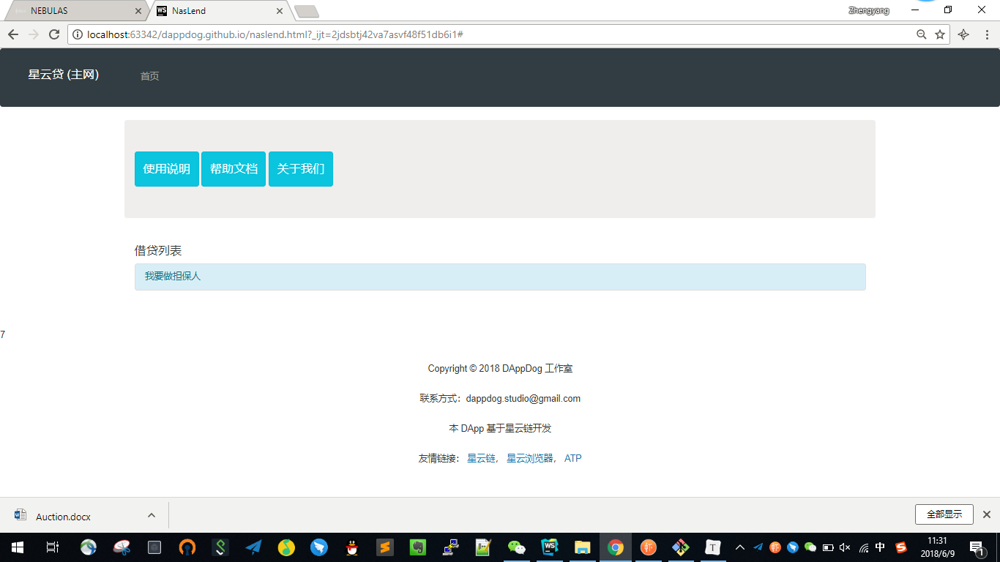 NEBULAS
NasLend
Zhengyang
localhost:63342/dappdog.github.io/naslend.html?_ijt=2jdsbtj42va7asvf48f51db6i1#
星云贷 (主网) 首页
使用说明 帮助文档 关于我们
借贷列表
我要做担保人
7
Copyright © 2018 DAppDog 工作室
联系方式：dappdog.studio@gmail.com
本 DApp 基于星云链开发
友情链接： 星云链， 星云浏览器， ATP
Auction.docx
全部显示
中
11:31
2018/6/9
1